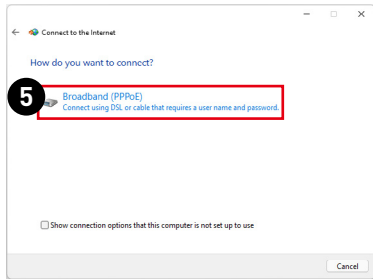 Connect to the Internet
How do you want to connect?
5
Broadband (PPPoE)
Connect using DSL or cable that requires a user name and password.
Show connection options that this computer is not set up to use
Cancel